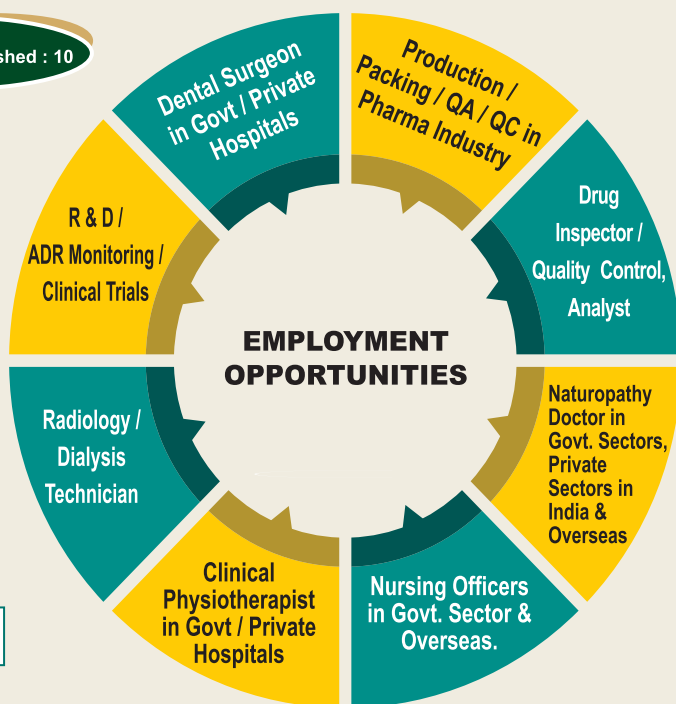 shed : 10
Dental Surgeon
in Govt / Private
Hospitals
Production /
Packing / QA / QC in
Pharma Industry
Drug
Inspector /
Quality Control,
Analyst
Naturopathy
Doctor in
Govt. Sectors,
Private
Sectors in
India &
Overseas
Nursing Officers
in Govt. Sector &
Overseas.
Clinical
Physiotherapist
in Govt / Private
Hospitals
Radiology /
Dialysis
Technician
R & D /
ADR Monitoring /
Clinical Trials
EMPLOYMENT
OPPORTUNITIES